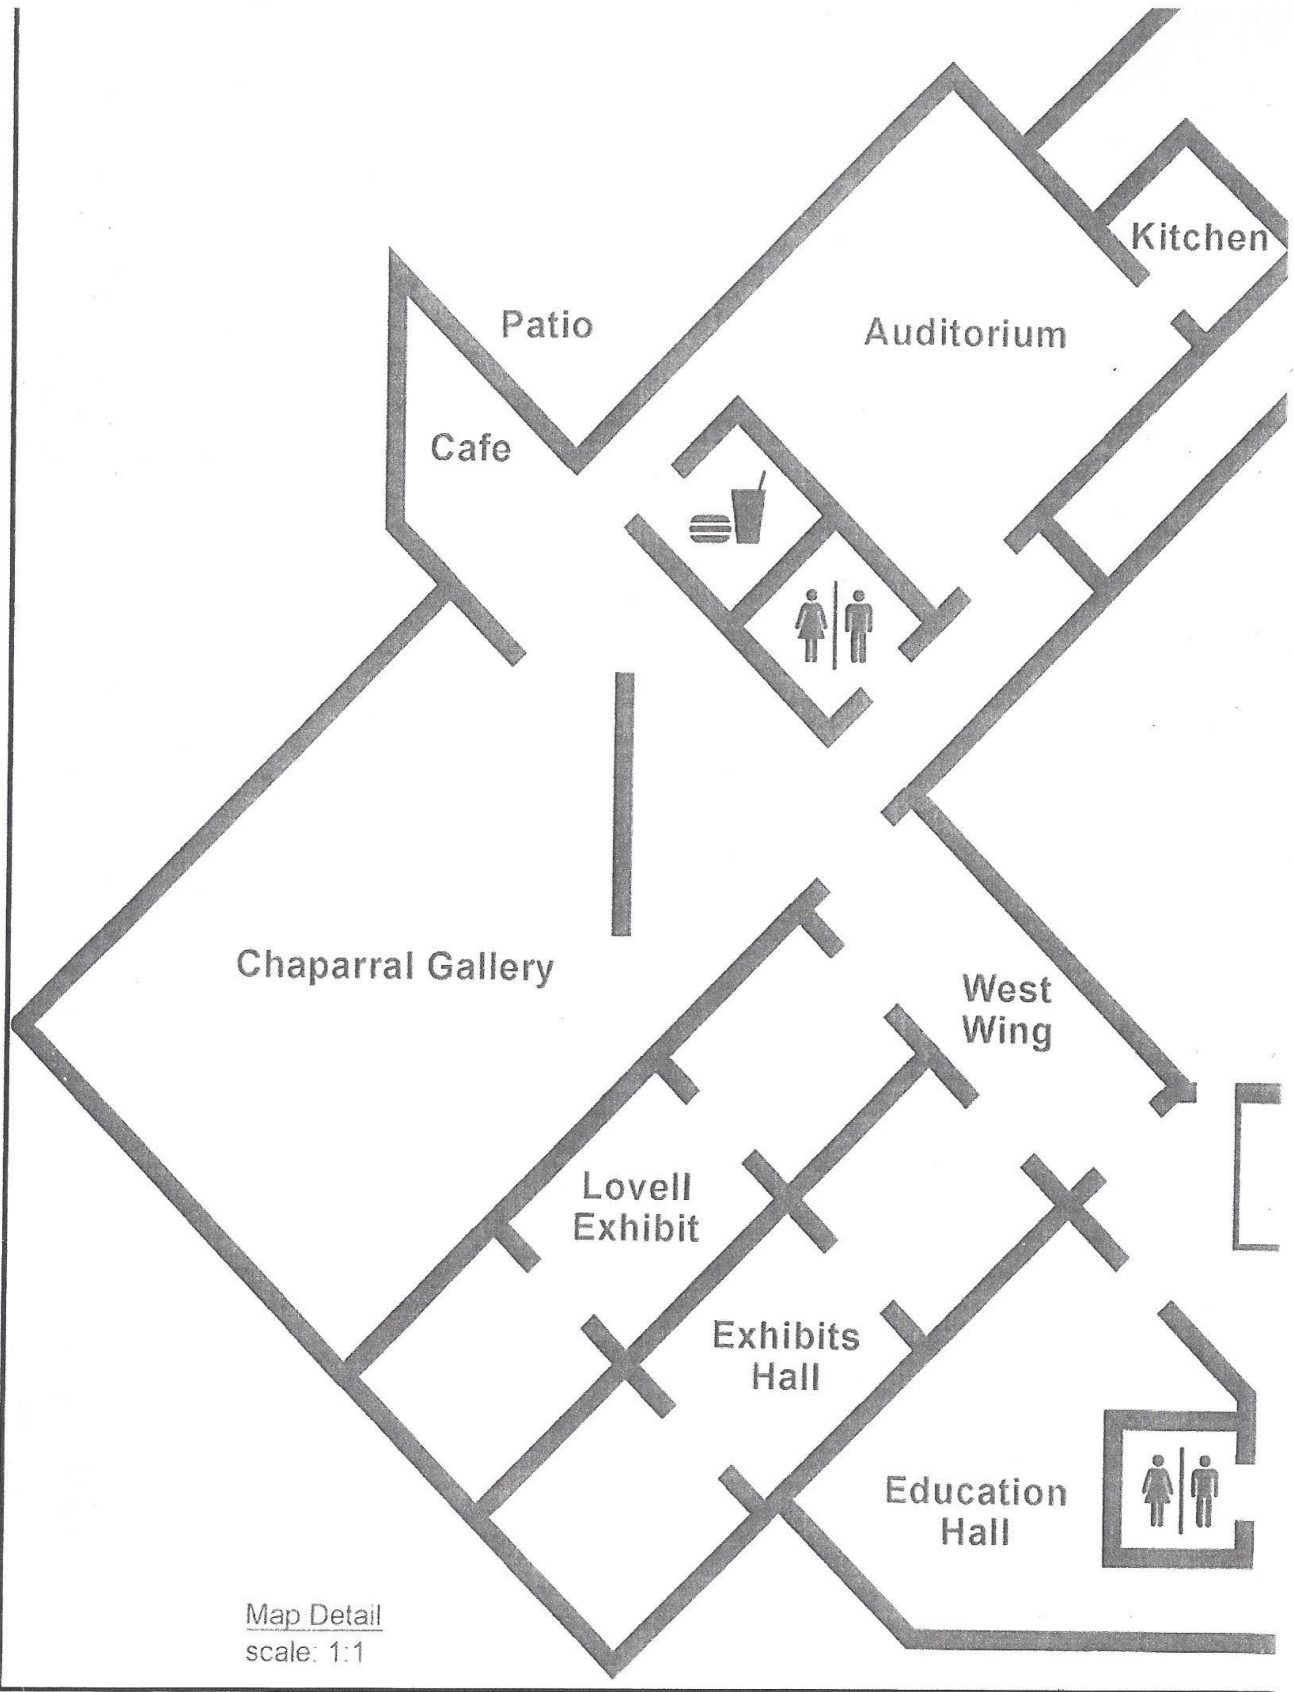 Kitchen
Patio
Auditorium
Cafe
Chaparral Gallery
West
Wing
Lovell
Exhibit
Exhibits
Hall
Education
Hall
Map Detail
scale: 1:1